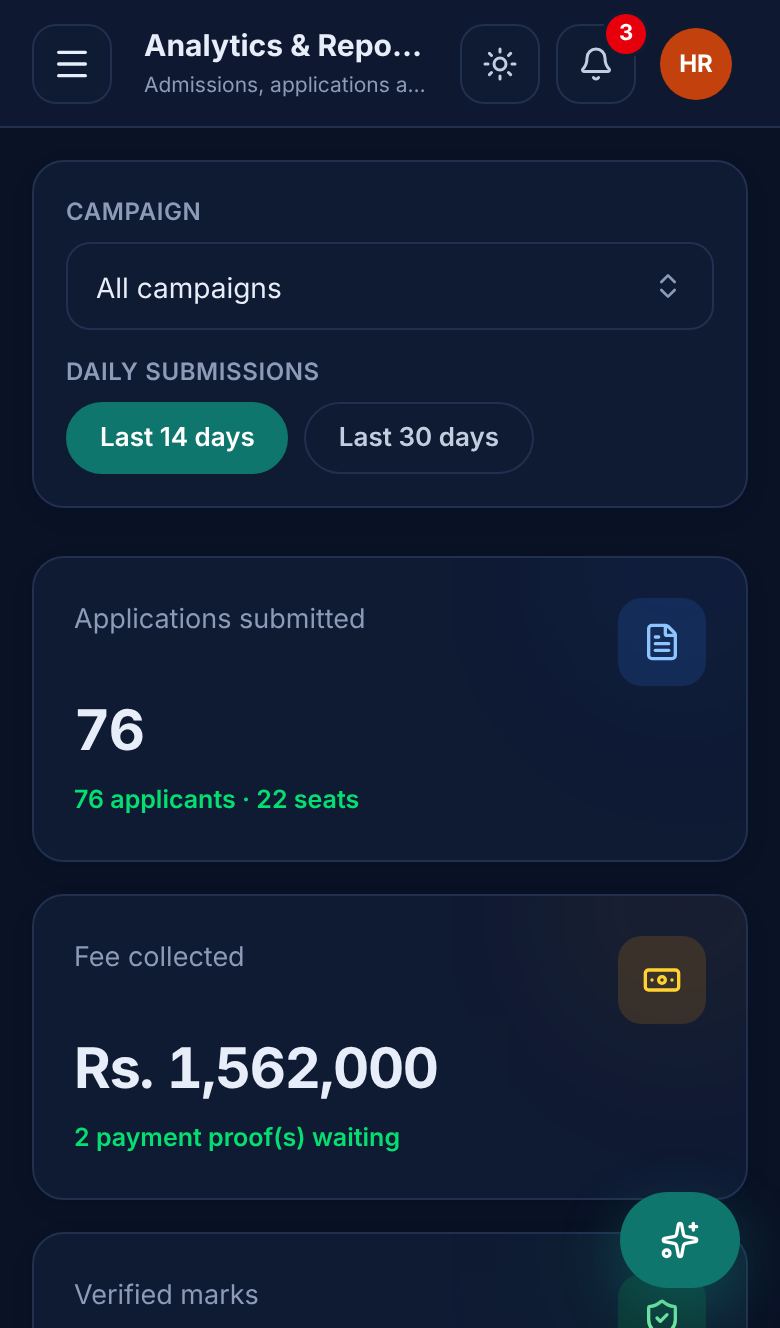 Analytics & Repo...
Admissions, applications a...
3
HR
CAMPAIGN
All campaigns
DAILY SUBMISSIONS
Last 14 days
Last 30 days
Applications submitted
76
76 applicants · 22 seats
Fee collected
Rs. 1,562,000
2 payment proof(s) waiting
Verified marks